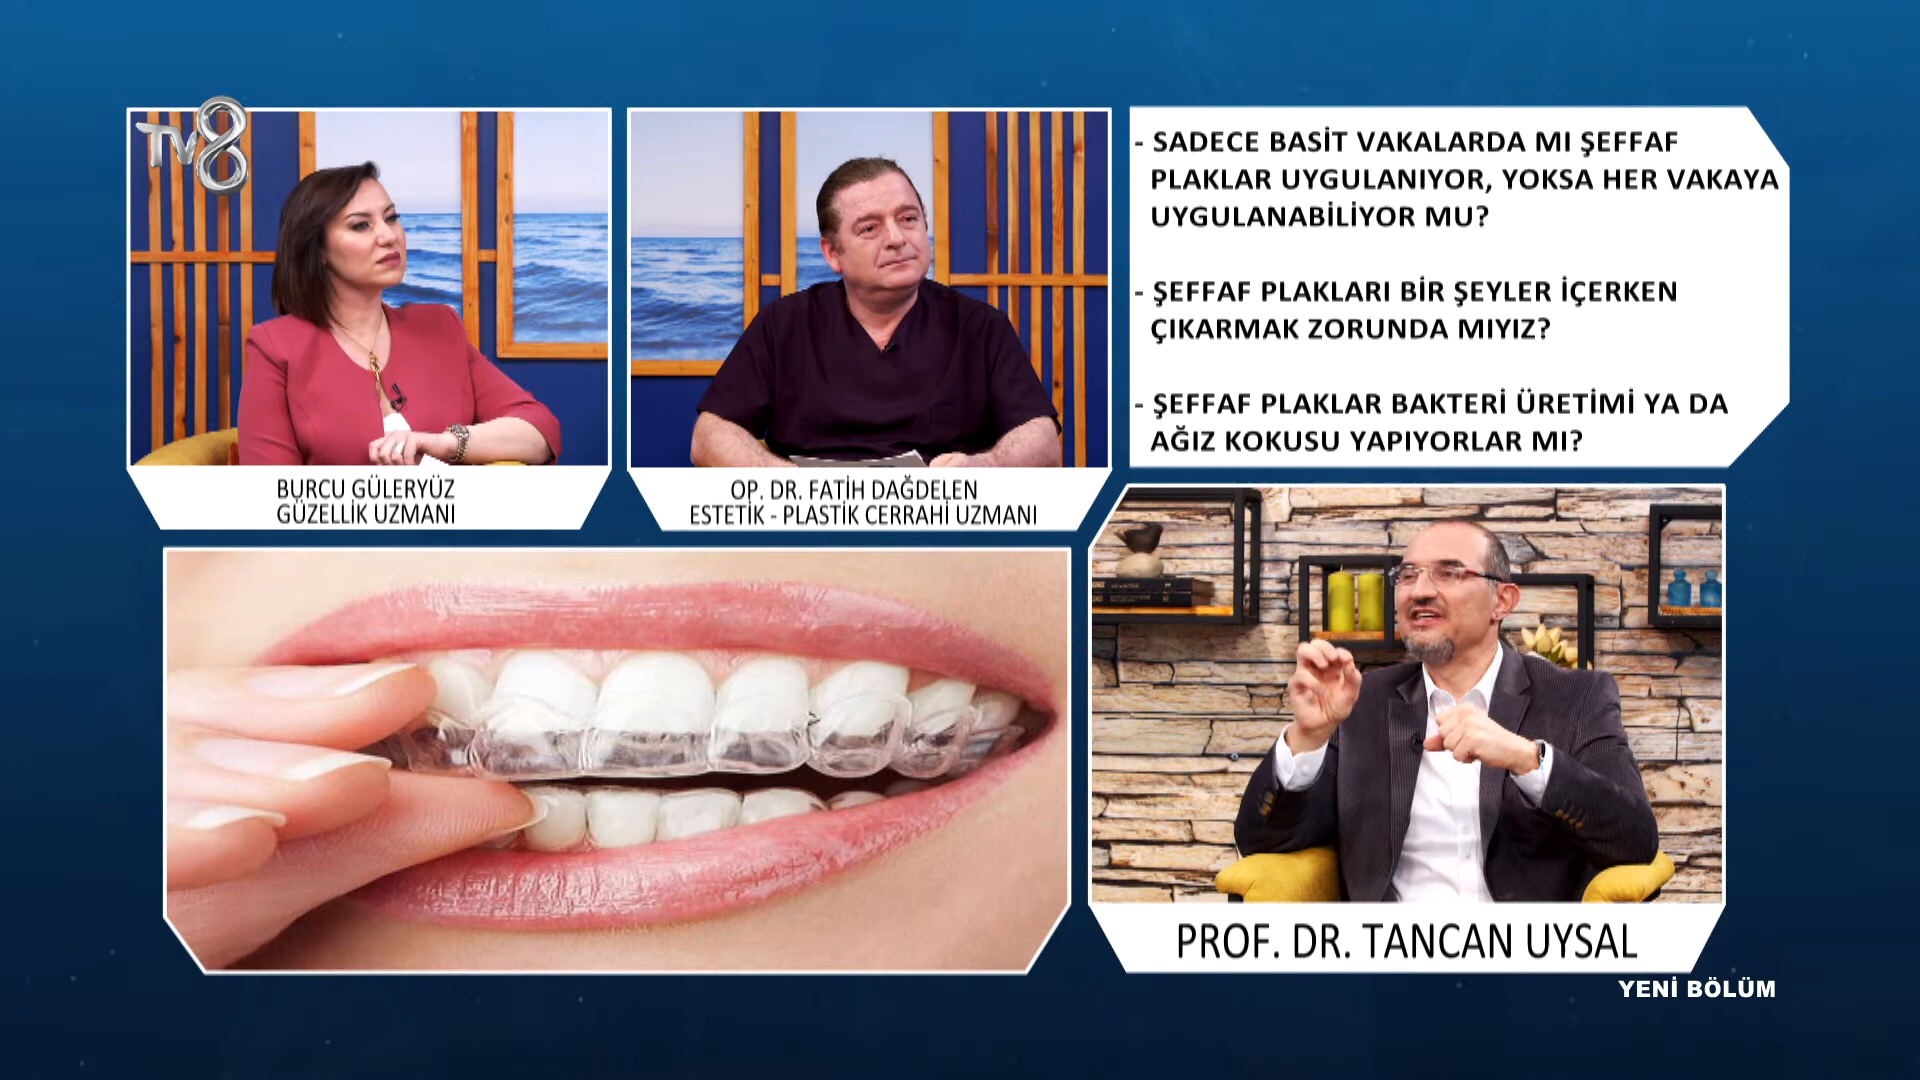 TV8
BURCU GÜLERYÜZ
GÜZELLİK UZMANI
OP. DR. FATİH DAĞDELEN
ESTETİK - PLASTİK CERRAHİ UZMANI
- SADECE BASİT VAKALARDA MI ŞEFFAF
PLAKLAR UYGULANIYOR, YOKSA HER VAKAYA
UYGULANABİLİYOR MU?
- ŞEFFAF PLAKLARI BİR ŞEYLER İÇERKEN
ÇIKARMAK ZORUNDA MIYIZ?
- ŞEFFAF PLAKLAR BAKTERİ ÜRETİMİ YA DA
AĞIZ KOKUSU YAPIYORLAR MI?
PROF. DR. TANCAN UYSAL
YENİ BÖLÜM